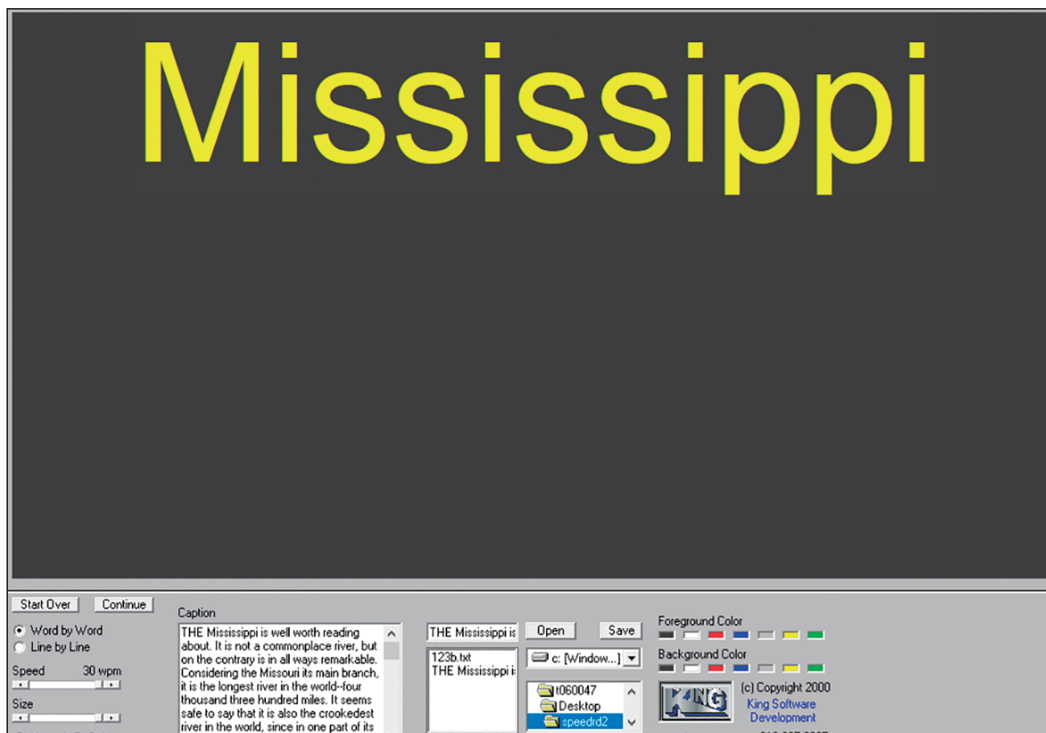 Mississippi
Start Over
Continue
Word by Word
Line by Line
Speed 30 wpm
Size
Caption
THE Mississippi is well worth reading
about. It is not a commonplace river, but
on the contrary is in all ways remarkable.
Considering the Missouri its main branch,
it is the longest river in the world--four
thousand three hundred miles. It seems
safe to say that it is also the crookedest
river in the world, since in one part of its
THE Mississippi is
Open
Save
123b.txt
THE Mississippi i
c: [Window...]
t060047
Desktop
speedrd2
Foreground Color
Background Color
KING
(c) Copyright 2000
King Software
Development